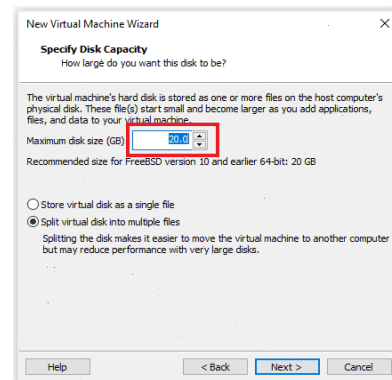 New Virtual Machine Wizard
Specify Disk Capacity
How large do you want this disk to be?
The virtual machine's hard disk is stored as one or more files on the host computer's
physical disk. These file(s) start small and become larger as you add applications,
files, and data to your virtual machine.
Maximum disk size (GB) 20.0
Recommended size for FreeBSD version 10 and earlier 64-bit: 20 GB
Store virtual disk as a single file
Split virtual disk into multiple files
Splitting the disk makes it easier to move the virtual machine to another computer
but may reduce performance with very large disks.
Help < Back Next > Cancel